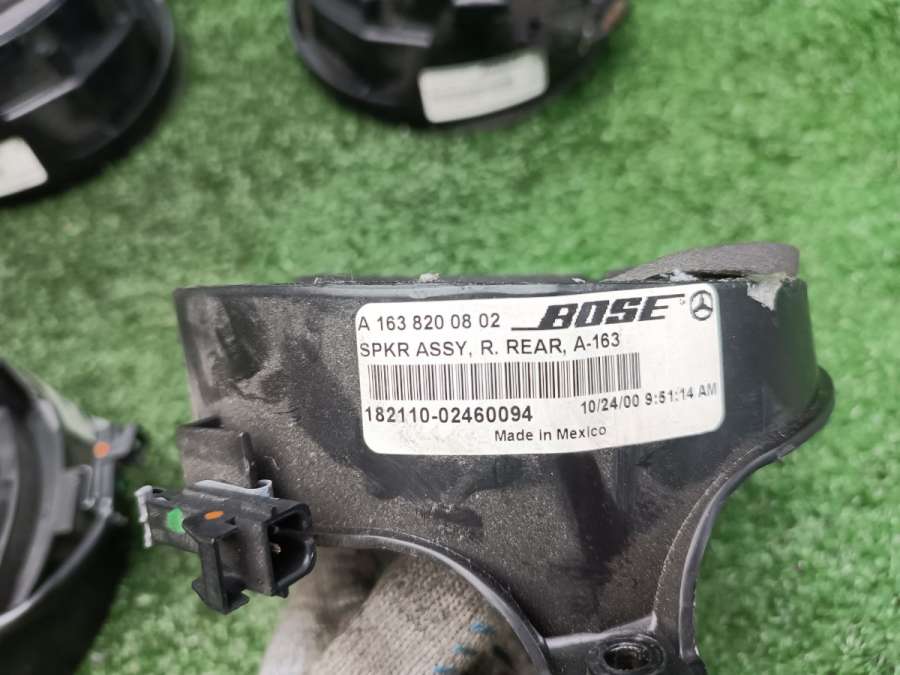 A 163 820 08 02 BOSE
SPKR ASSY, R. REAR, A-163
182110-02460094 10/24/00 9:51:14 AM
Made in Mexico